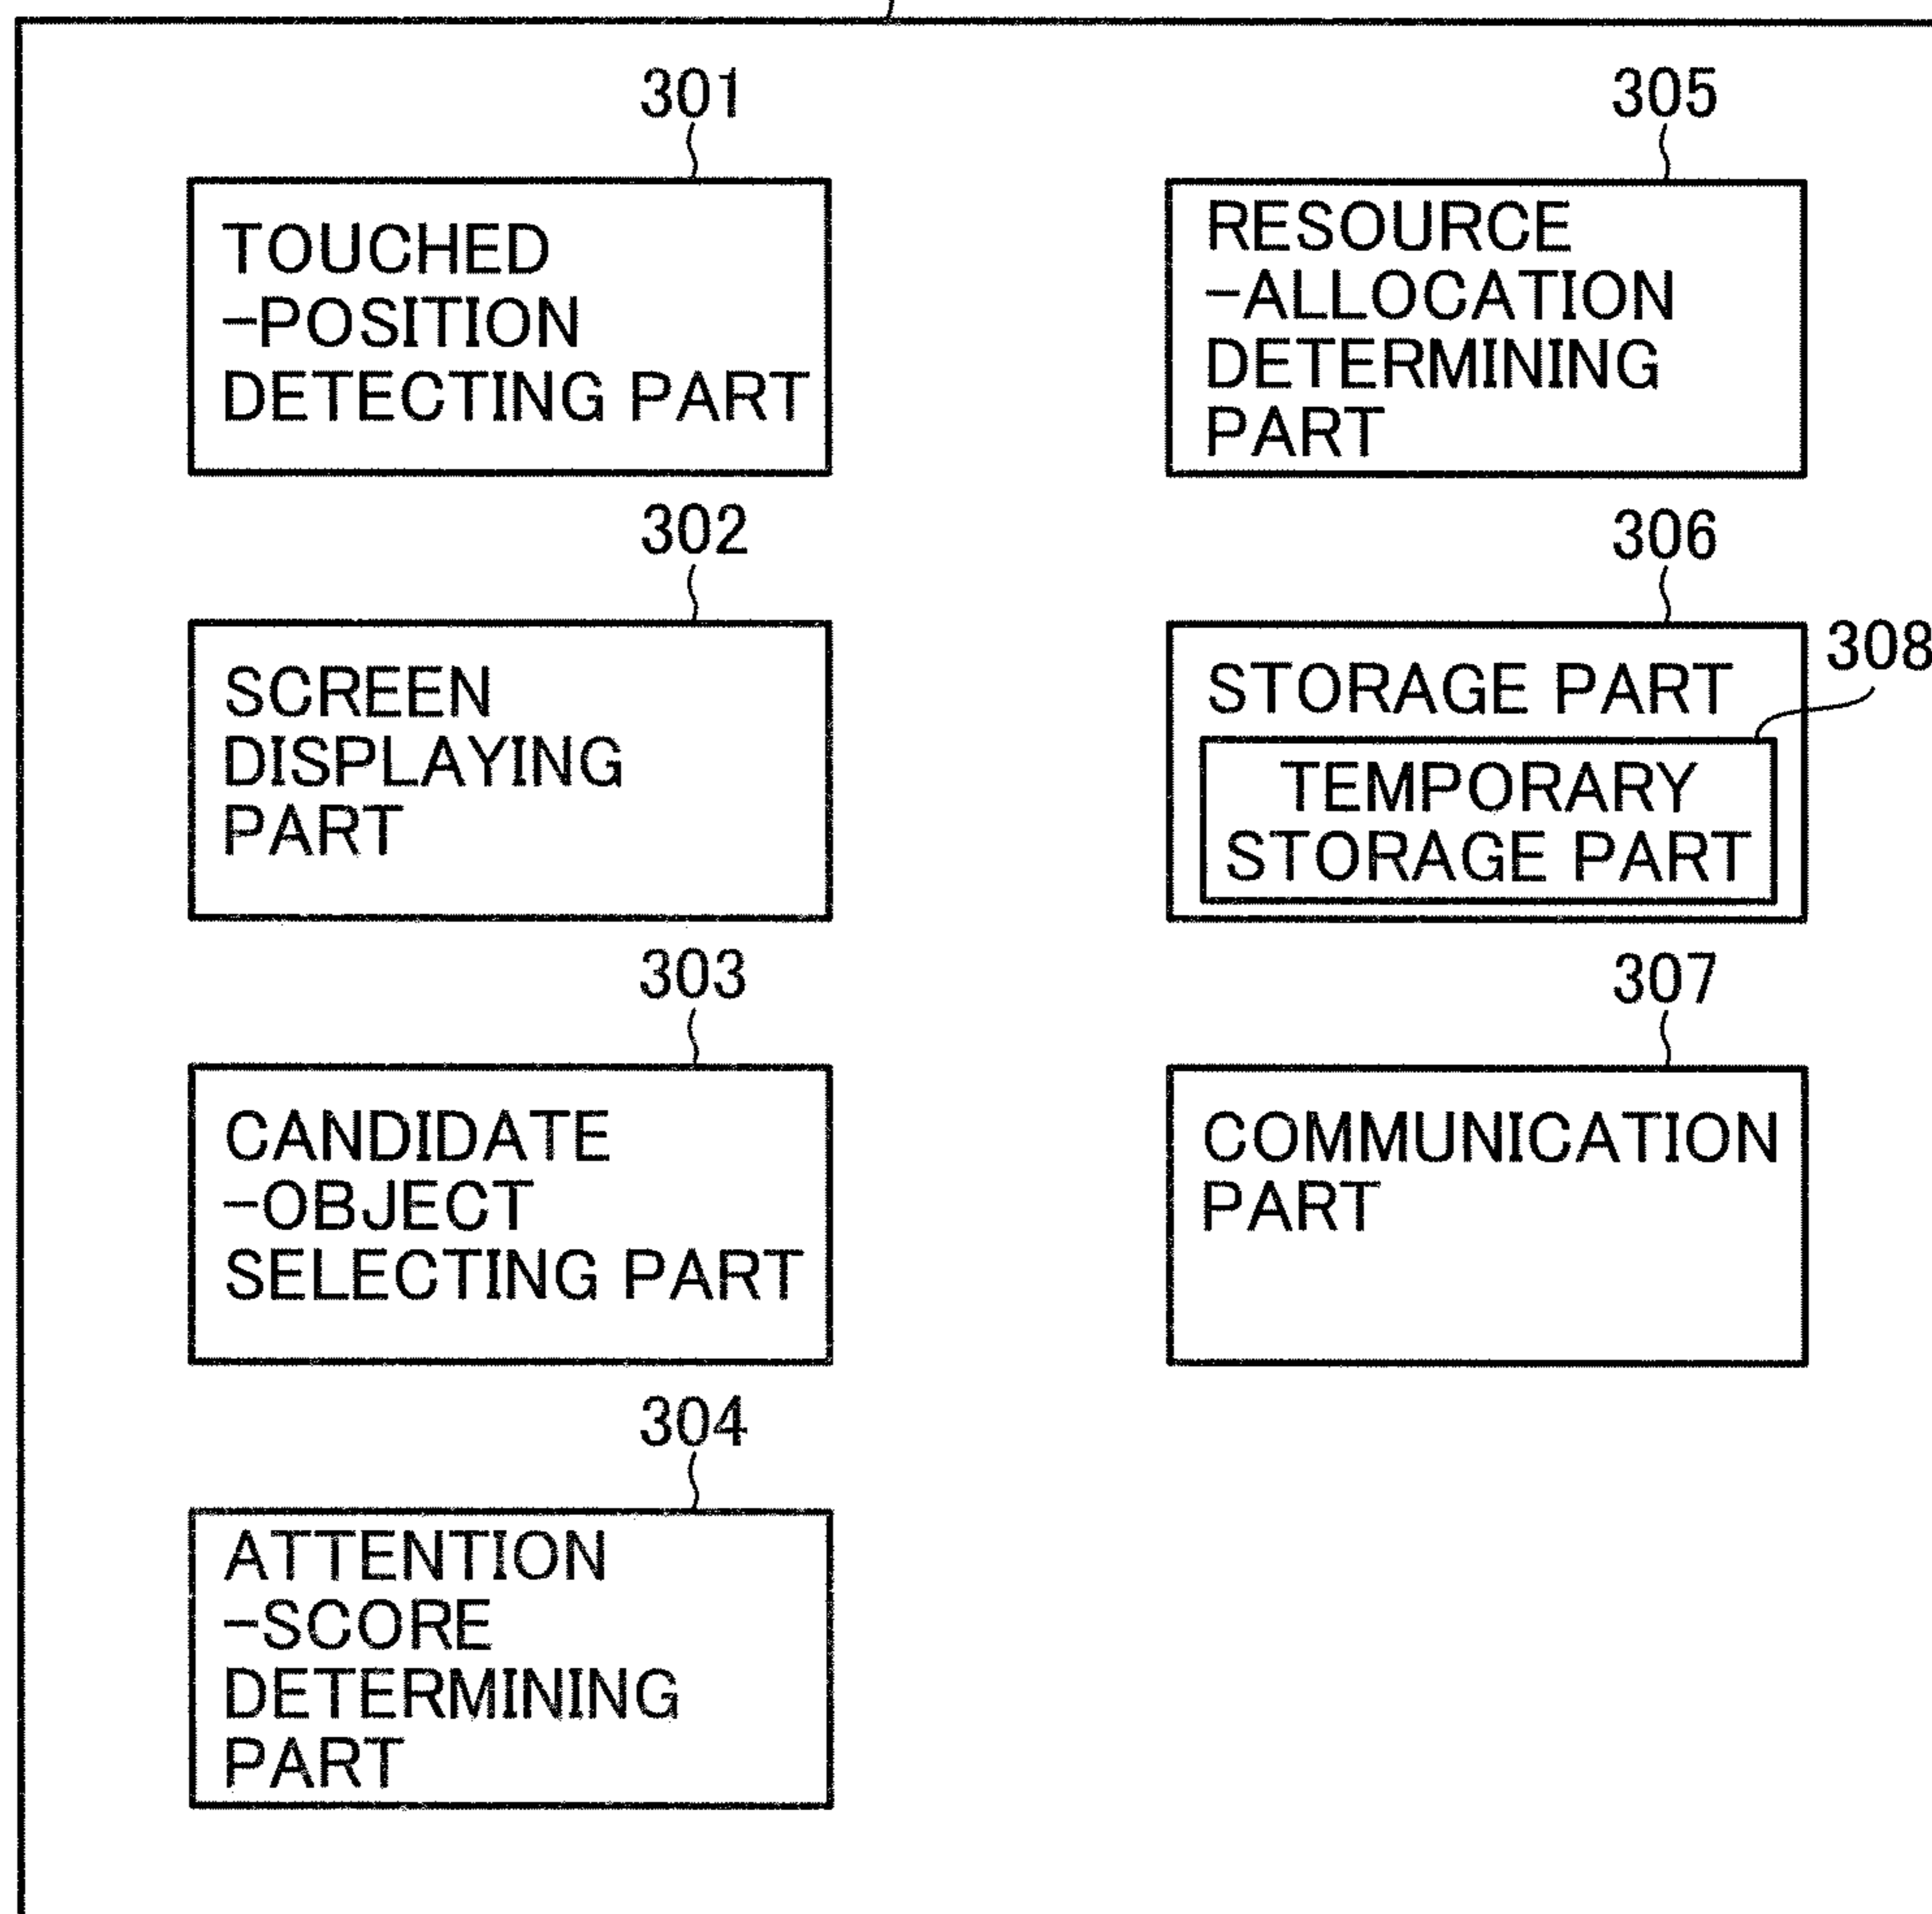 301
TOUCHED
-POSITION
DETECTING PART
302
SCREEN
DISPLAYING
PART
303
CANDIDATE
-OBJECT
SELECTING PART
304
ATTENTION
-SCORE
DETERMINING
PART
305
RESOURCE
-ALLOCATION
DETERMINING
PART
306
308
STORAGE PART
TEMPORARY
STORAGE PART
307
COMMUNICATION
PART